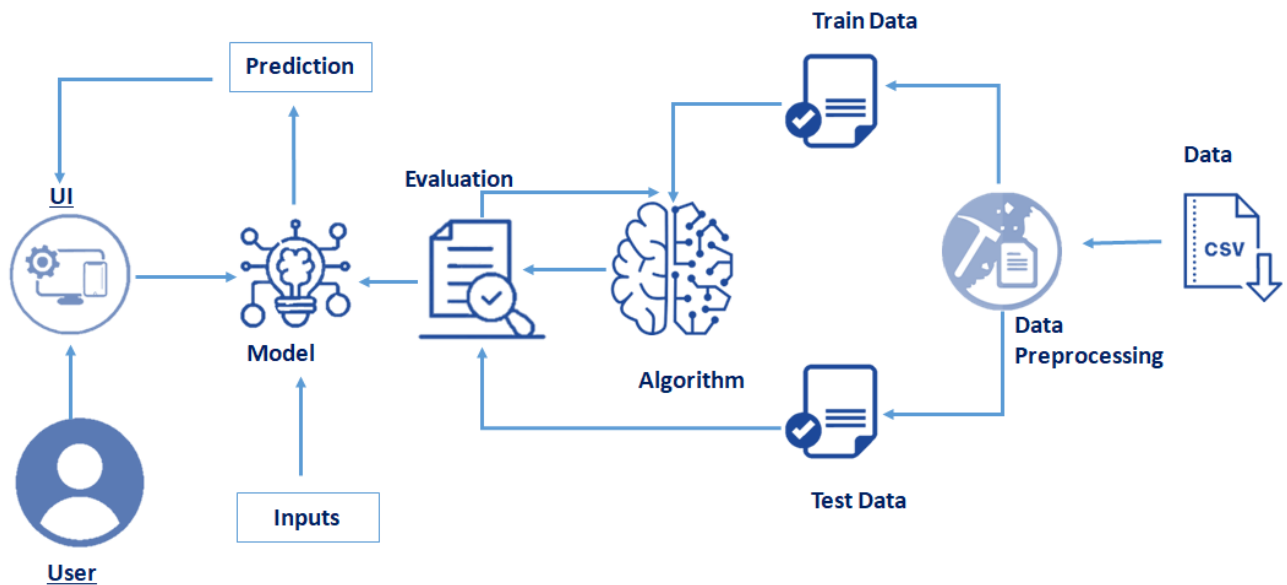 Train Data
Prediction
Data
Evaluation
UI
CSV
Model
Data
Preprocessing
Algorithm
Test Data
Inputs
User